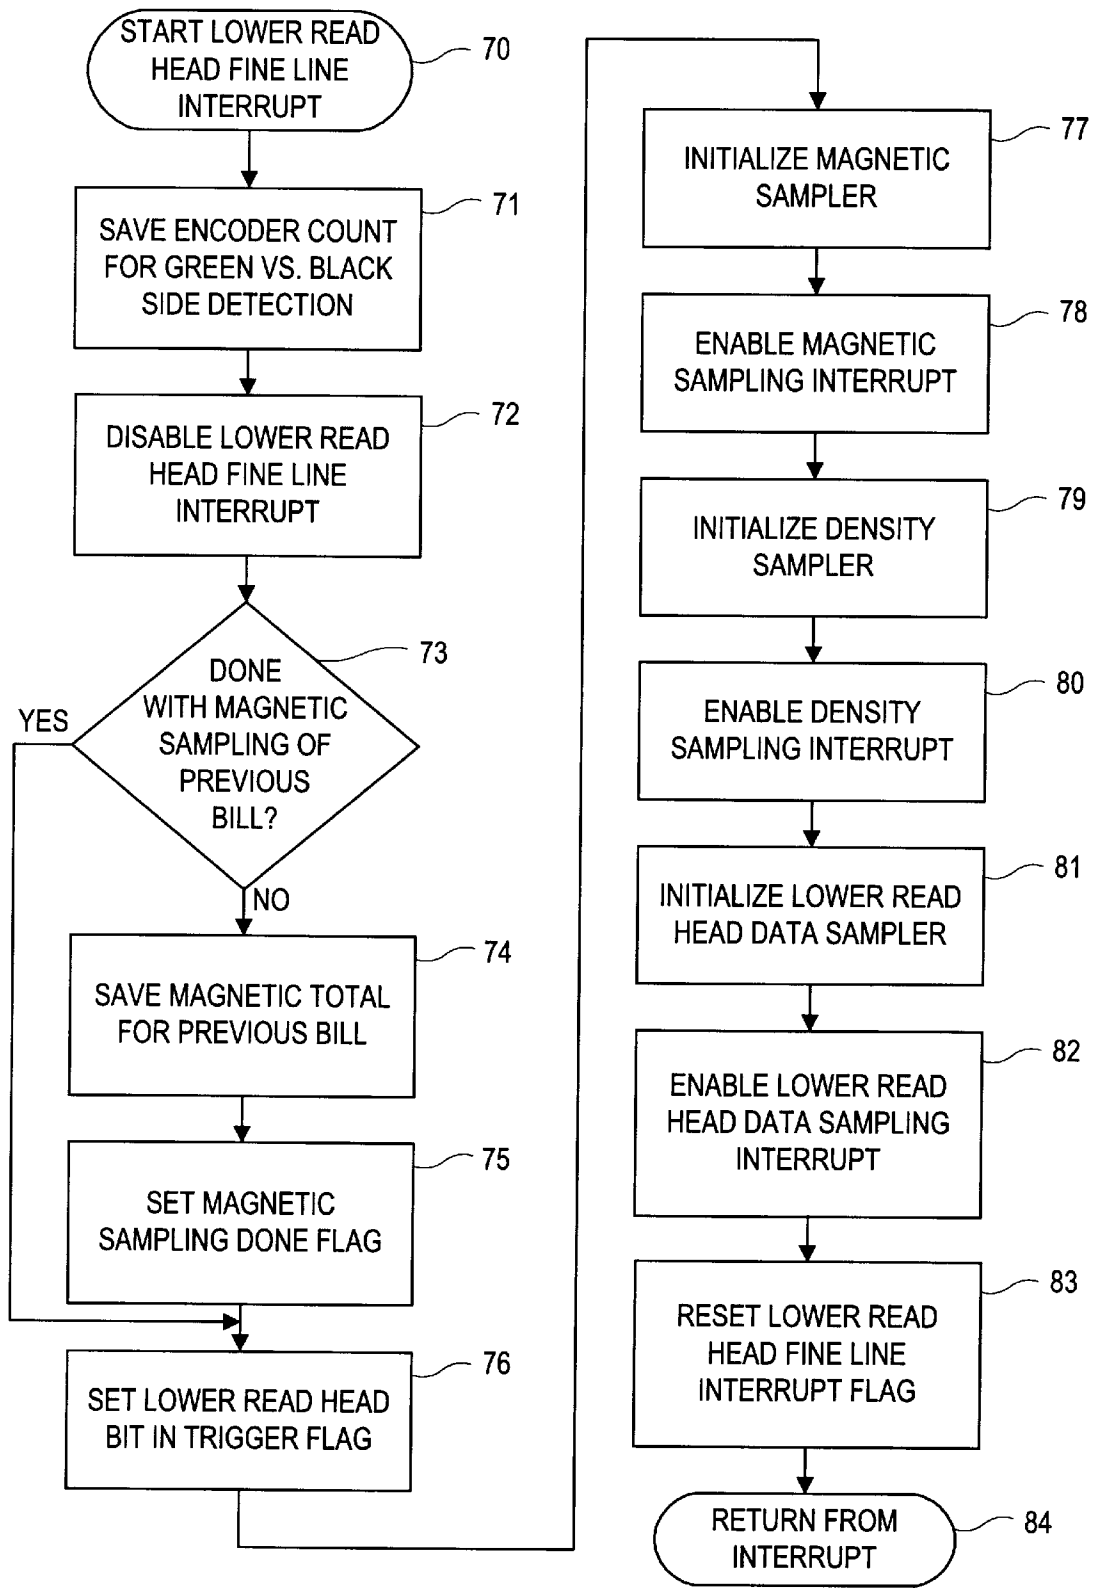 START LOWER READ
HEAD FINE LINE
INTERRUPT
70
SAVE ENCODER COUNT
FOR GREEN VS. BLACK
SIDE DETECTION
71
DISABLE LOWER READ
HEAD FINE LINE
INTERRUPT
72
DONE
WITH MAGNETIC
SAMPLING OF
PREVIOUS
BILL?
73
YES
NO
SAVE MAGNETIC TOTAL
FOR PREVIOUS BILL
74
SET MAGNETIC
SAMPLING DONE FLAG
75
SET LOWER READ HEAD
BIT IN TRIGGER FLAG
76
INITIALIZE MAGNETIC
SAMPLER
77
ENABLE MAGNETIC
SAMPLING INTERRUPT
78
INITIALIZE DENSITY
SAMPLER
79
ENABLE DENSITY
SAMPLING INTERRUPT
80
INITIALIZE LOWER READ
HEAD DATA SAMPLER
81
ENABLE LOWER READ
HEAD DATA SAMPLING
INTERRUPT
82
RESET LOWER READ
HEAD FINE LINE
INTERRUPT FLAG
83
RETURN FROM
INTERRUPT
84